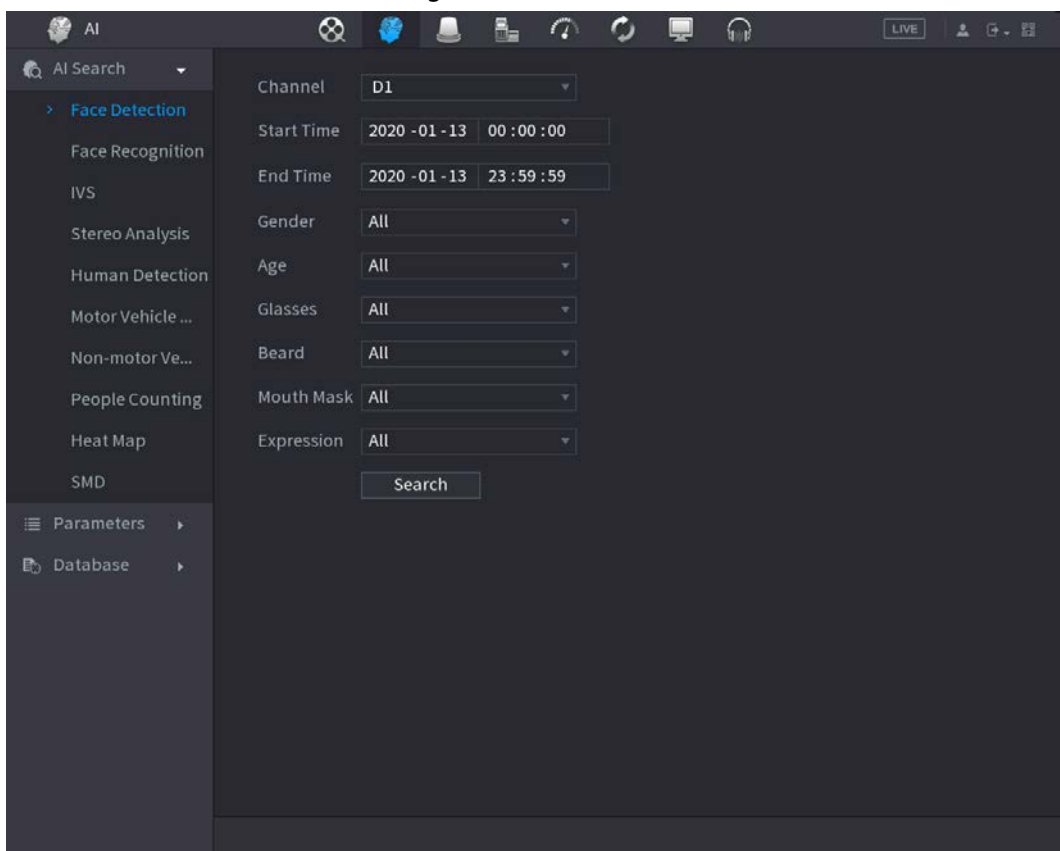 AI
LIVE
AI Search
Face Detection
Face Recognition
IVS
Stereo Analysis
Human Detection
Motor Vehicle ...
Non-motor Ve...
People Counting
Heat Map
SMD
Parameters
Database
Channel D1
Start Time 2020 -01 -13 00 :00 :00
End Time 2020 -01 -13 23 :59 :59
Gender All
Age All
Glasses All
Beard All
Mouth Mask All
Expression All
Search